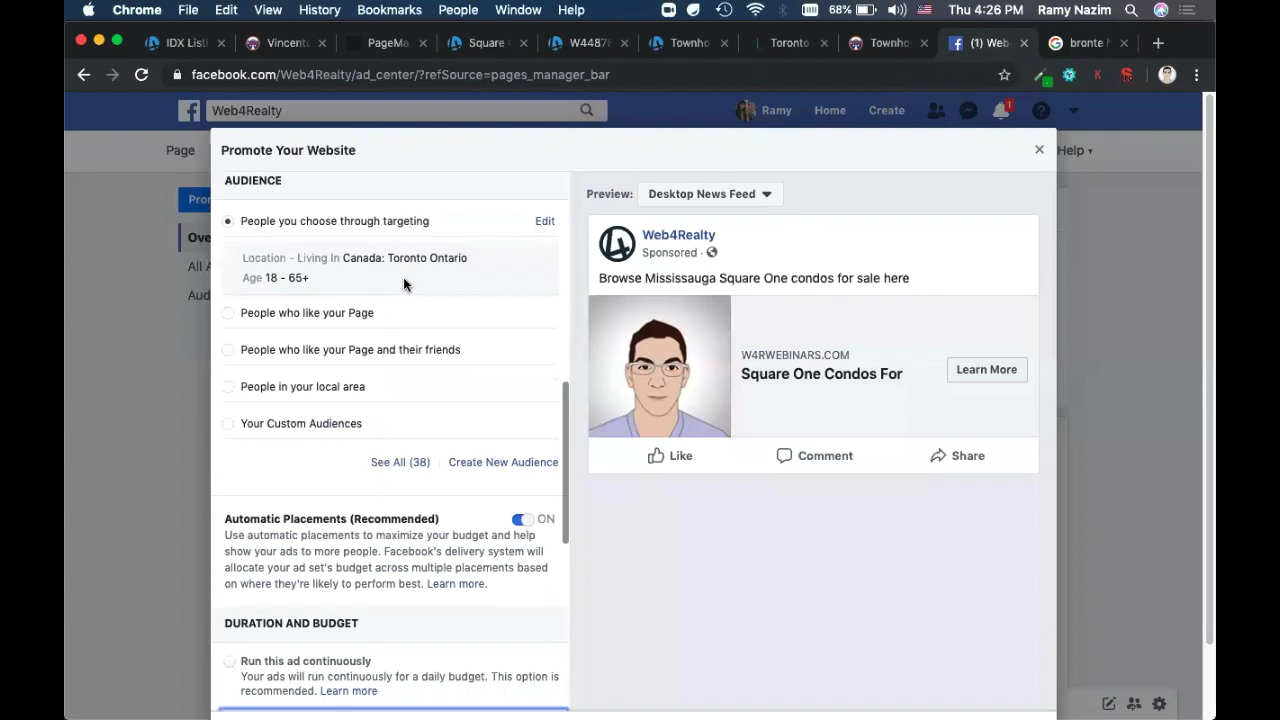 Chrome File Edit View History Bookmarks People Window Help 68% Thu 4:26 PM Ramy Nazim
IDX Listi Vincent PageMa Square W4487 Townho Toronto Townho (1) Web bronte h
facebook.com/Web4Realty/ad_center/?refSource=pages_manager_bar
Web4Realty Ramy Home Create 1
Page Promote Your Website Help
AUDIENCE
Preview: Desktop News Feed
Pron
People you choose through targeting Edit
Web4Realty
Ove
Sponsored ·
Location - Living In Canada: Toronto Ontario
All A
Age 18 - 65+
Browse Mississauga Square One condos for sale here
Aud
People who like your Page
People who like your Page and their friends
W4RWEBINARS.COM
Square One Condos For
Learn More
People in your local area
Your Custom Audiences
Like Comment Share
See All (38) Create New Audience
Automatic Placements (Recommended) ON
Use automatic placements to maximize your budget and help
show your ads to more people. Facebook's delivery system will
allocate your ad set's budget across multiple placements based
on where they're likely to perform best. Learn more.
DURATION AND BUDGET
Run this ad continuously
Your ads will run continuously for a daily budget. This option is
recommended. Learn more